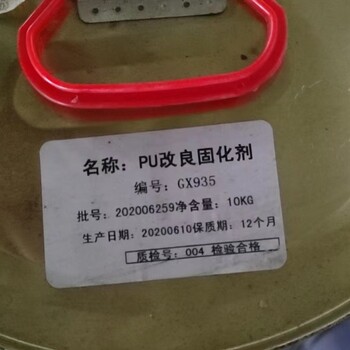 名称：PU改良固化剂
编号：GX935
批号：202006259净含量：10KG
生产日期：20200610保质期：12个月
质检号：004 检验合格